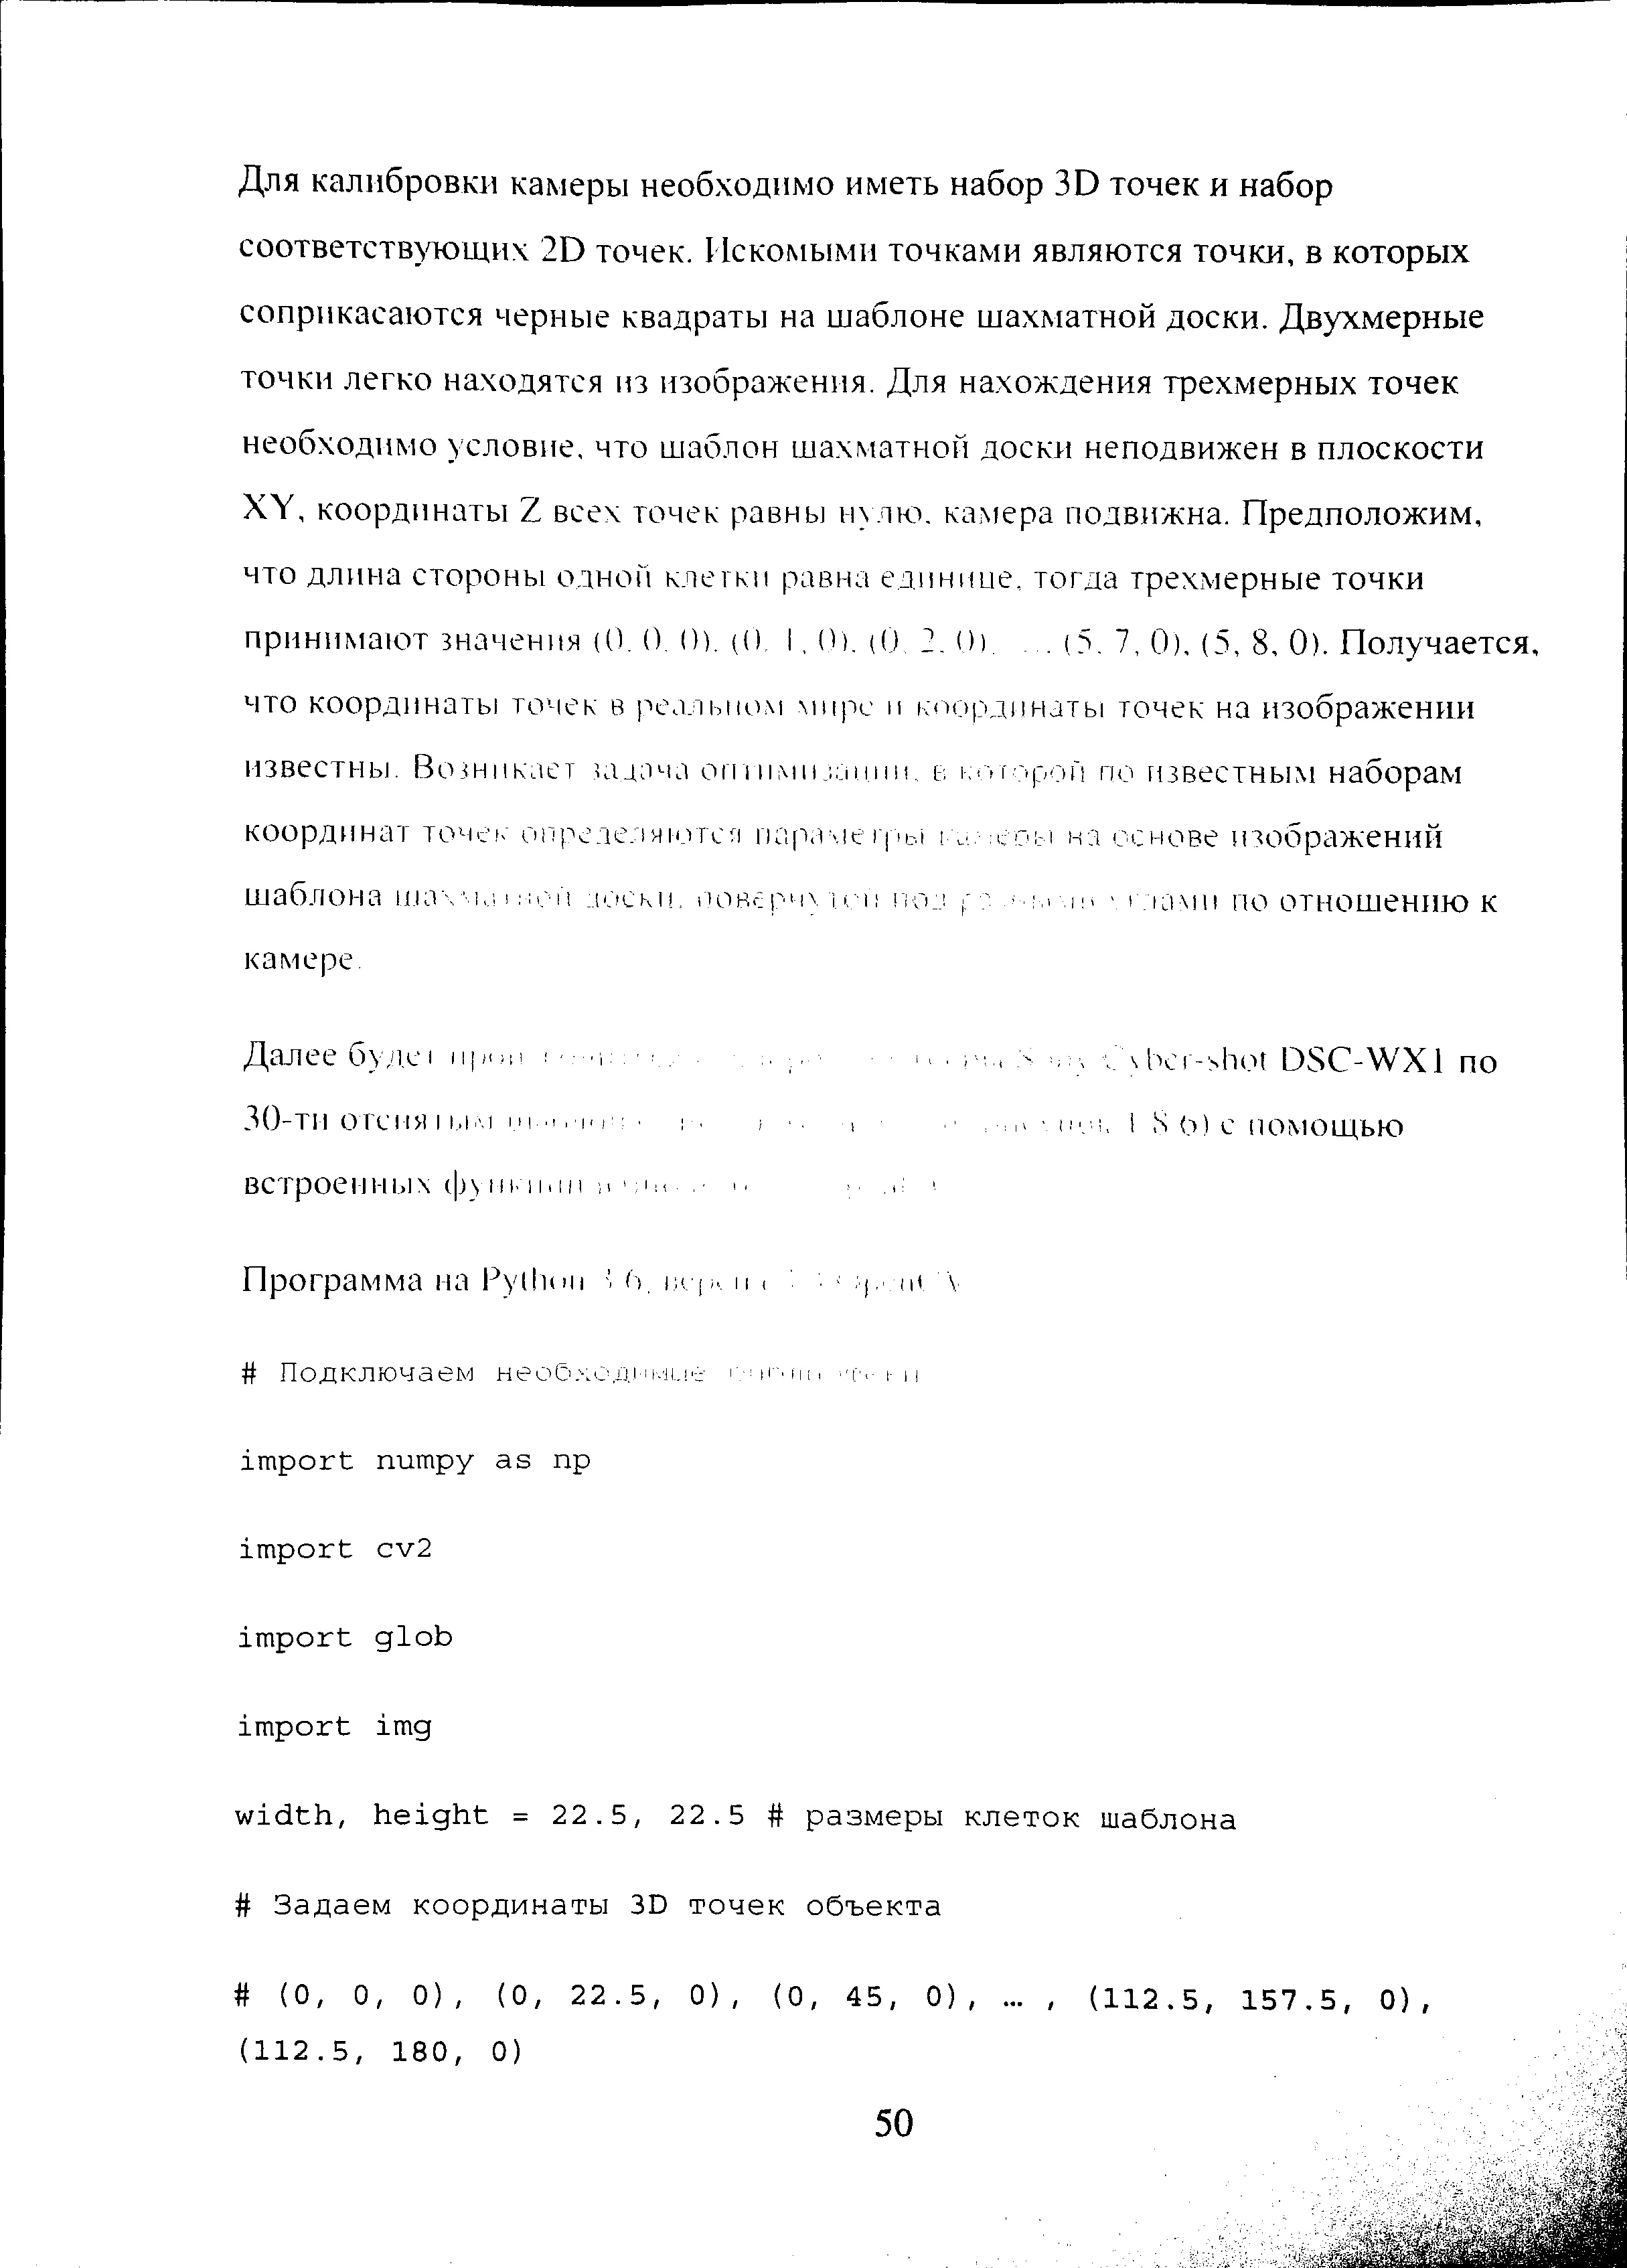 Для калибровки камеры необходимо иметь набор 3D точек и набор
соответствующих 2D точек. Искомыми точками являются точки, в которых
соприкасаются черные квадраты на шаблоне шахматной доски. Двухмерные
точки легко находятся из изображения. Для нахождения трехмерных точек
необходимо условие, что шаблон шахматной доски неподвижен в плоскости
XY, координаты Z всех точек равны нулю, камера подвижна. Предположим,
что длина стороны одной клетки равна единице, тогда трехмерные точки
принимают значения (0, 0, 0), (0, 1, 0), (0, 2, 0), ... (5, 7, 0), (5, 8, 0). Получается,
что координаты точек в реальном мире и координаты точек на изображении
известны. Возникает задача оптимизации, в которой по известным наборам
координат точек определяются параметры камеры на основе изображений
шаблона шахматной доски, повернутой под разными углами по отношению к
камере.
Далее будет Sony Cyber-shot DSC-WX1 по
30-ти отснятым 1.8.6) с помощью
встроенных функций
Программа на Python 3.6, версия OpenCV
# Подключаем необходимые библиотеки
import numpy as np
import cv2
import glob
import img
width, height = 22.5, 22.5 # размеры клеток шаблона
# Задаем координаты 3D точек объекта
# (0, 0, 0), (0, 22.5, 0), (0, 45, 0), … , (112.5, 157.5, 0),
(112.5, 180, 0)
50